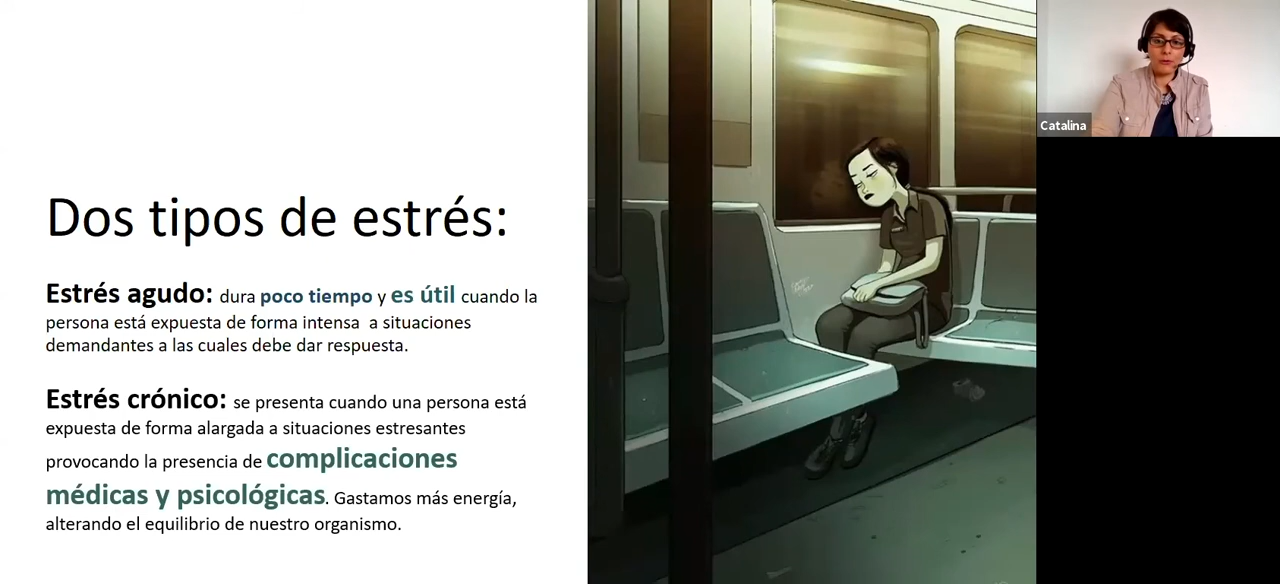 Dos tipos de estrés:
Estrés agudo: dura poco tiempo y es útil cuando la
persona está expuesta de forma intensa a situaciones
demandantes a las cuales debe dar respuesta.
Estrés crónico: se presenta cuando una persona está
expuesta de forma alargada a situaciones estresantes
provocando la presencia de complicaciones
médicas y psicológicas. Gastamos más energía,
alterando el equilibrio de nuestro organismo.
Catalina